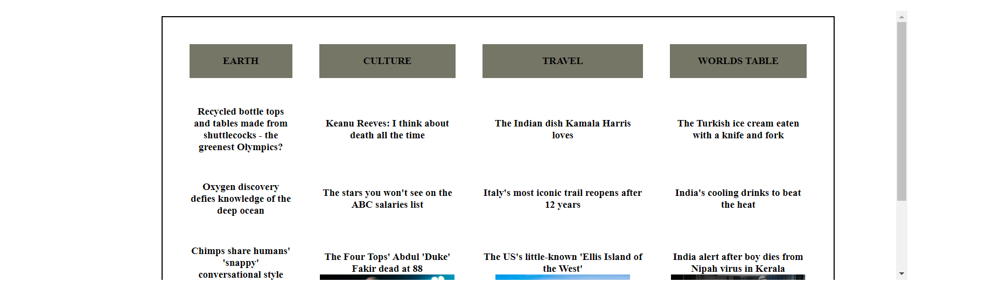 EARTH CULTURE TRAVEL WORLDS TABLE
Recycled bottle tops
and tables made from
shuttlecocks - the
greenest Olympics?
Keanu Reeves: I think about
death all the time
The Indian dish Kamala Harris
loves
The Turkish ice cream eaten
with a knife and fork
Oxygen discovery
defies knowledge of the
deep ocean
The stars you won't see on the
ABC salaries list
Italy's most iconic trail reopens after
12 years
India's cooling drinks to beat
the heat
Chimps share humans'
'snappy'
conversational style
The Four Tops' Abdul 'Duke'
Fakir dead at 88
The US's little-known 'Ellis Island of
the West'
India alert after boy dies from
Nipah virus in Kerala